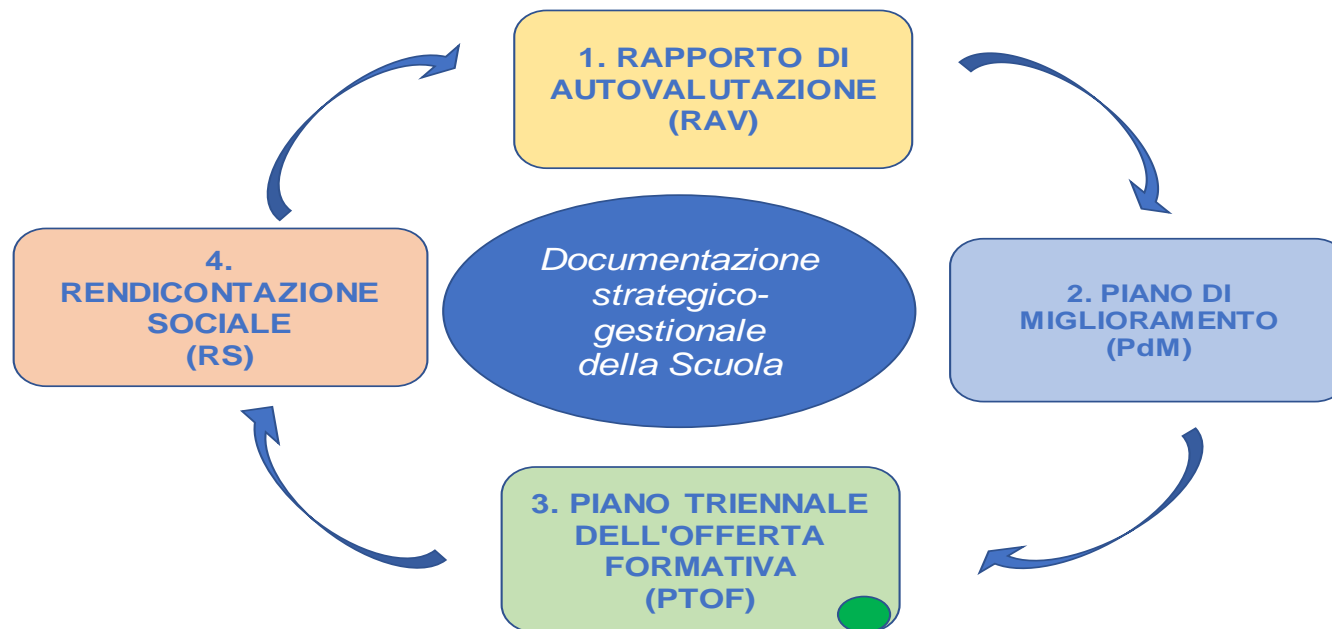 1. RAPPORTO DI
AUTOVALUTAZIONE
(RAV)
2. PIANO DI
MIGLIORAMENTO
(PdM)
3. PIANO TRIENNALE
DELL'OFFERTA
FORMATIVA
(PTOF)
4.
RENDICONTAZIONE
SOCIALE
(RS)
Documentazione
strategico-
gestionale
della Scuola